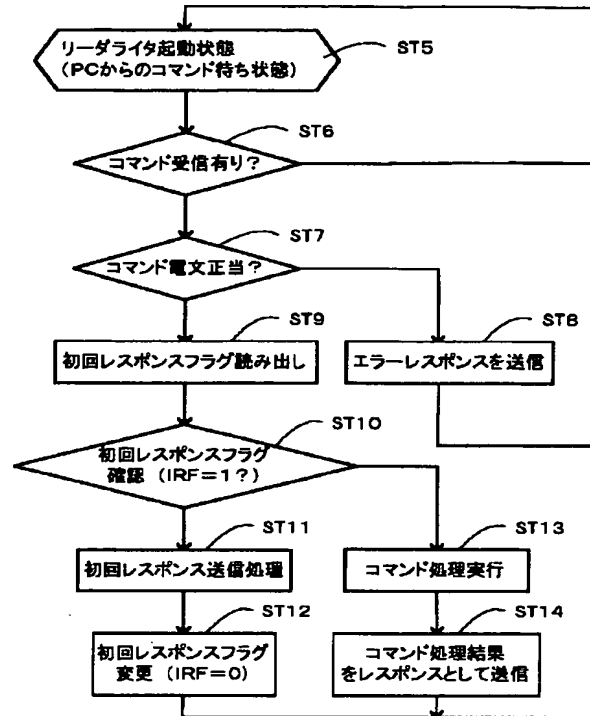 リーダライタ起動状態
(PCからのコマンド待ち状態)
ST5
ST6
コマンド受信有り?
ST7
コマンド電文正当?
ST9
初回レスポンスフラグ読み出し
ST8
エラーレスポンスを送信
ST10
初回レスポンスフラグ
確認 (IRF=1?)
ST11
初回レスポンス送信処理
ST13
コマンド処理実行
ST12
初回レスポンスフラグ
変更 (IRF=0)
ST14
コマンド処理結果
をレスポンスとして送信